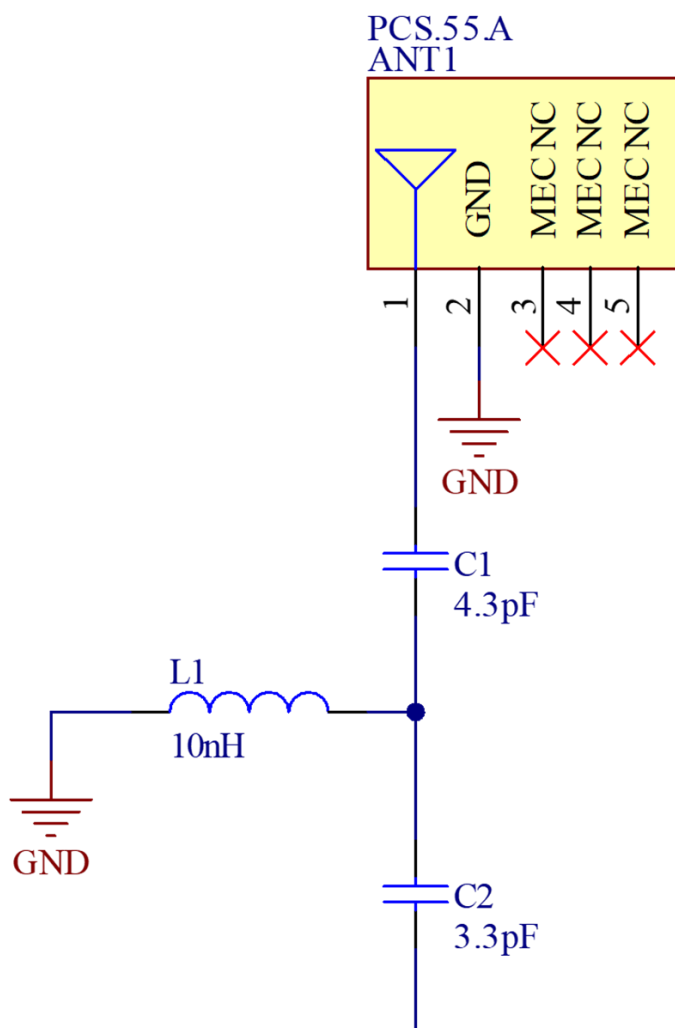 PCS.55.A
ANT1
GND
MEC NC
MEC NC
MEC NC
1
2
3
4
5
GND
C1
4.3pF
L1
10nH
GND
C2
3.3pF